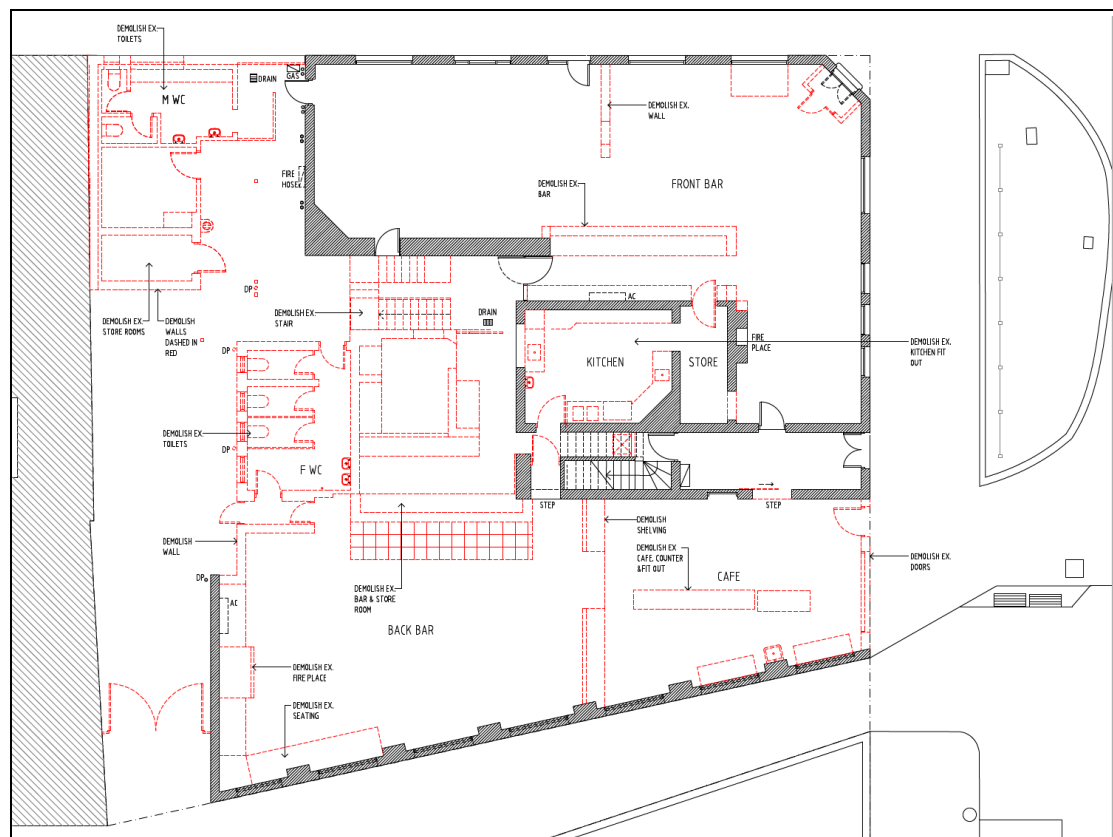 DEMOLISH EX.
TOILETS
DRAIN
GAS
M WC
DEMOLISH EX.
WALL
FIRE
HOSE
DEMOLISH EX.
BAR
FRONT BAR
DP
AC
DEMOLISH EX.
STORE ROOMS
DEMOLISH
WALLS
DASHED IN
RED
DEMOLISH EX.
STAIR
DRAIN
FIRE
PLACE
DEMOLISH EX.
KITCHEN FIT
OUT
DP
KITCHEN
STORE
DEMOLISH EX.
TOILETS
DP
F WC
STEP
STEP
DEMOLISH
WALL
DEMOLISH
SHELVING
DEMOLISH EX
CAFE, COUNTER
&FIT OUT
CAFE
DEMOLISH EX.
DOORS
DP
AC
DEMOLISH EX.
BAR & STORE
ROOM
BACK BAR
DEMOLISH EX.
FIRE PLACE
DEMOLISH EX.
SEATING